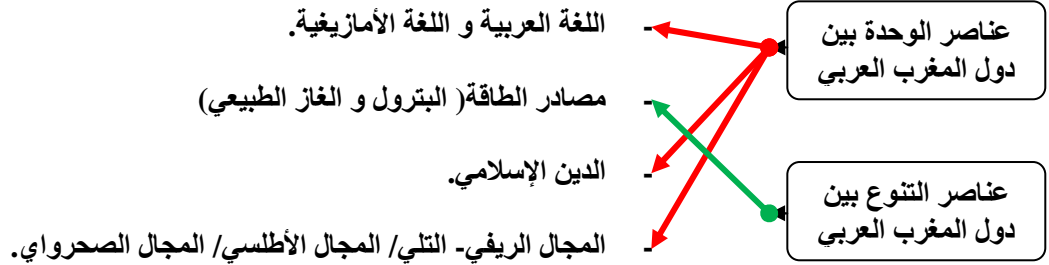 عناصر الوحدة بين
دول المغرب العربي
عناصر التنوع بين
دول المغرب العربي
- اللغة العربية و اللغة الأمازيغية.
- مصادر الطاقة( البترول و الغاز الطبيعي)
- الدين الإسلامي.
- المجال الريفي- التلي/ المجال الأطلسي/ المجال الصحرواي.